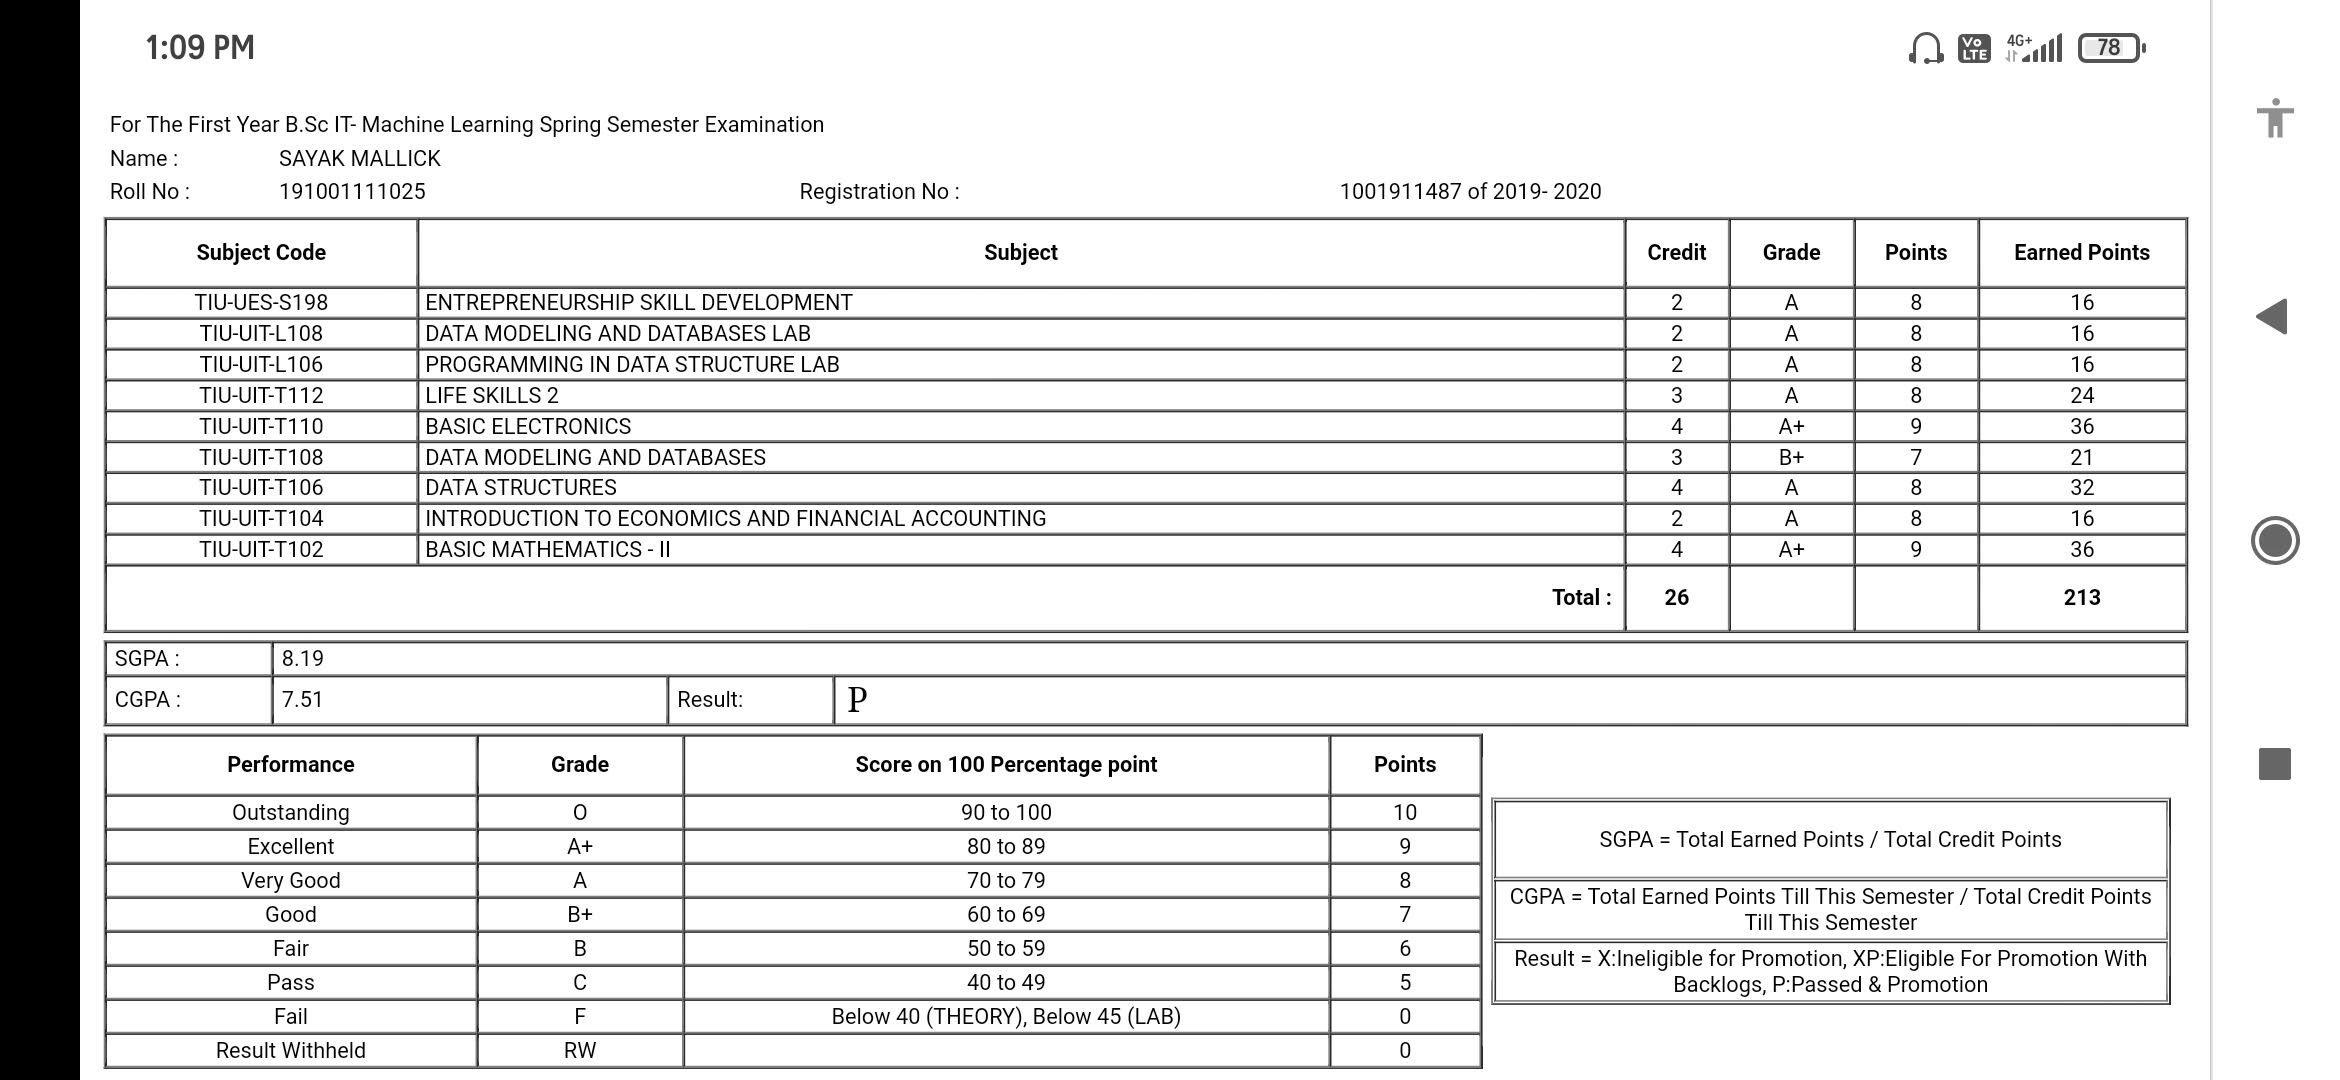 1:09 PM
Vo LTE 4G+ 78
For The First Year B.Sc IT- Machine Learning Spring Semester Examination
Name : SAYAK MALLICK
Roll No : 191001111025 Registration No : 1001911487 of 2019- 2020
Subject Code Subject Credit Grade Points Earned Points
TIU-UES-S198 ENTREPRENEURSHIP SKILL DEVELOPMENT 2 A 8 16
TIU-UIT-L108 DATA MODELING AND DATABASES LAB 2 A 8 16
TIU-UIT-L106 PROGRAMMING IN DATA STRUCTURE LAB 2 A 8 16
TIU-UIT-T112 LIFE SKILLS 2 3 A 8 24
TIU-UIT-T110 BASIC ELECTRONICS 4 A+ 9 36
TIU-UIT-T108 DATA MODELING AND DATABASES 3 B+ 7 21
TIU-UIT-T106 DATA STRUCTURES 4 A 8 32
TIU-UIT-T104 INTRODUCTION TO ECONOMICS AND FINANCIAL ACCOUNTING 2 A 8 16
TIU-UIT-T102 BASIC MATHEMATICS - II 4 A+ 9 36
Total : 26 213
SGPA : 8.19
CGPA : 7.51 Result: P
Performance Grade Score on 100 Percentage point Points
Outstanding O 90 to 100 10
Excellent A+ 80 to 89 9
Very Good A 70 to 79 8
Good B+ 60 to 69 7
Fair B 50 to 59 6
Pass C 40 to 49 5
Fail F Below 40 (THEORY), Below 45 (LAB) 0
Result Withheld RW 0
SGPA = Total Earned Points / Total Credit Points
CGPA = Total Earned Points Till This Semester / Total Credit Points
Till This Semester
Result = X:Ineligible for Promotion, XP:Eligible For Promotion With
Backlogs, P:Passed & Promotion